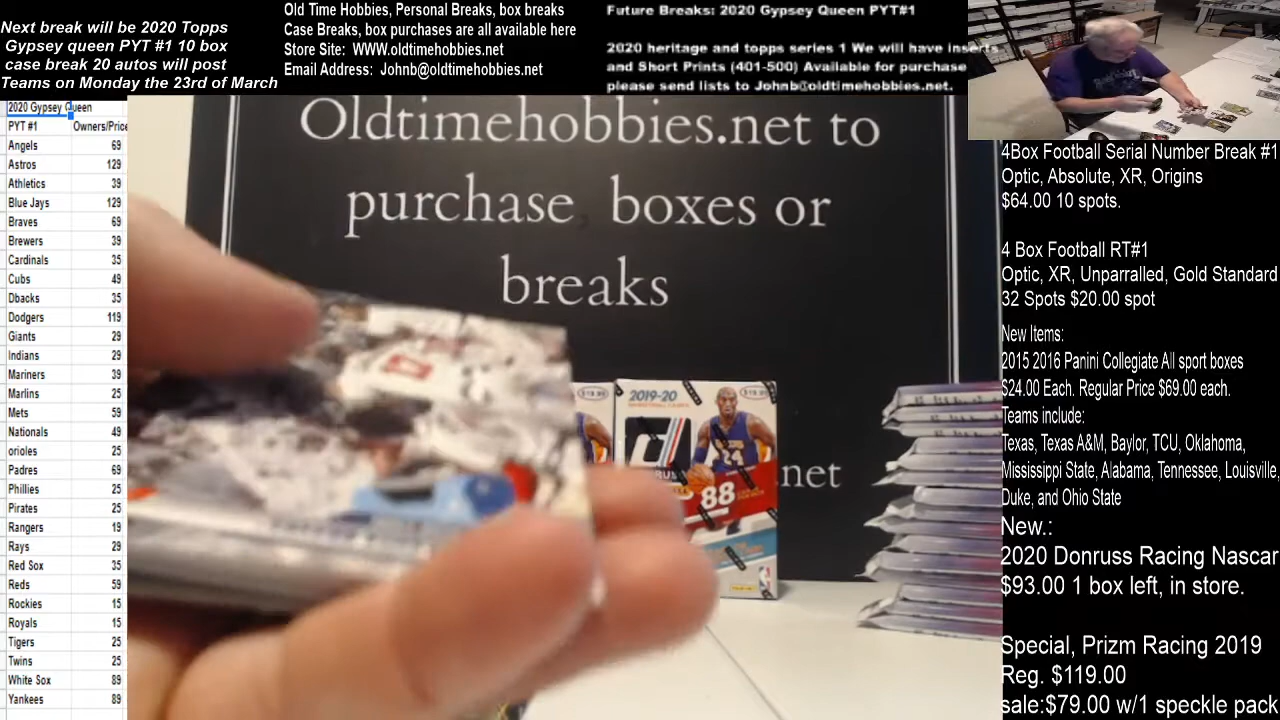 Next break will be 2020 Topps
Gypsey queen PYT #1 10 box
case break 20 autos will post
Teams on Monday the 23rd of March
Old Time Hobbies, Personal Breaks, box breaks
Case Breaks, box purchases are all available here
Store Site: WWW.oldtimehobbies.net
Email Address: Johnb@oldtimehobbies.net
Future Breaks: 2020 Gypsey Queen PYT#1
2020 heritage and topps series 1 We will have inserts
and Short Prints (401-500) Available for purchase
please send lists to Johnb@oldtimehobbies.net.
2020 Gypsey Queen
PYT #1 Owners/Price
Angels 69
Astros 129
Athletics 39
Blue Jays 129
Braves 69
Brewers 39
Cardinals 35
Cubs 49
Dbacks 35
Dodgers 119
Giants 29
Indians 29
Mariners 39
Marlins 25
Mets 59
Nationals 49
orioles 25
Padres 69
Phillies 25
Pirates 25
Rangers 19
Rays 29
Red Sox 35
Reds 59
Rockies 15
Royals 15
Tigers 25
Twins 25
White Sox 89
Yankees 89
Oldtimehobbies.net to
purchase boxes or
breaks
.net
2019-20
24
88
4Box Football Serial Number Break #1
Optic, Absolute, XR, Origins
$64.00 10 spots.
4 Box Football RT#1
Optic, XR, Unparralled, Gold Standard
32 Spots $20.00 spot
New Items:
2015 2016 Panini Collegiate All sport boxes
$24.00 Each. Regular Price $69.00 each.
Teams include:
Texas, Texas A&M, Baylor, TCU, Oklahoma,
Mississippi State, Alabama, Tennessee, Louisville,
Duke, and Ohio State
New.:
2020 Donruss Racing Nascar
$93.00 1 box left, in store.
Special, Prizm Racing 2019
Reg. $119.00
sale:$79.00 w/1 speckle pack